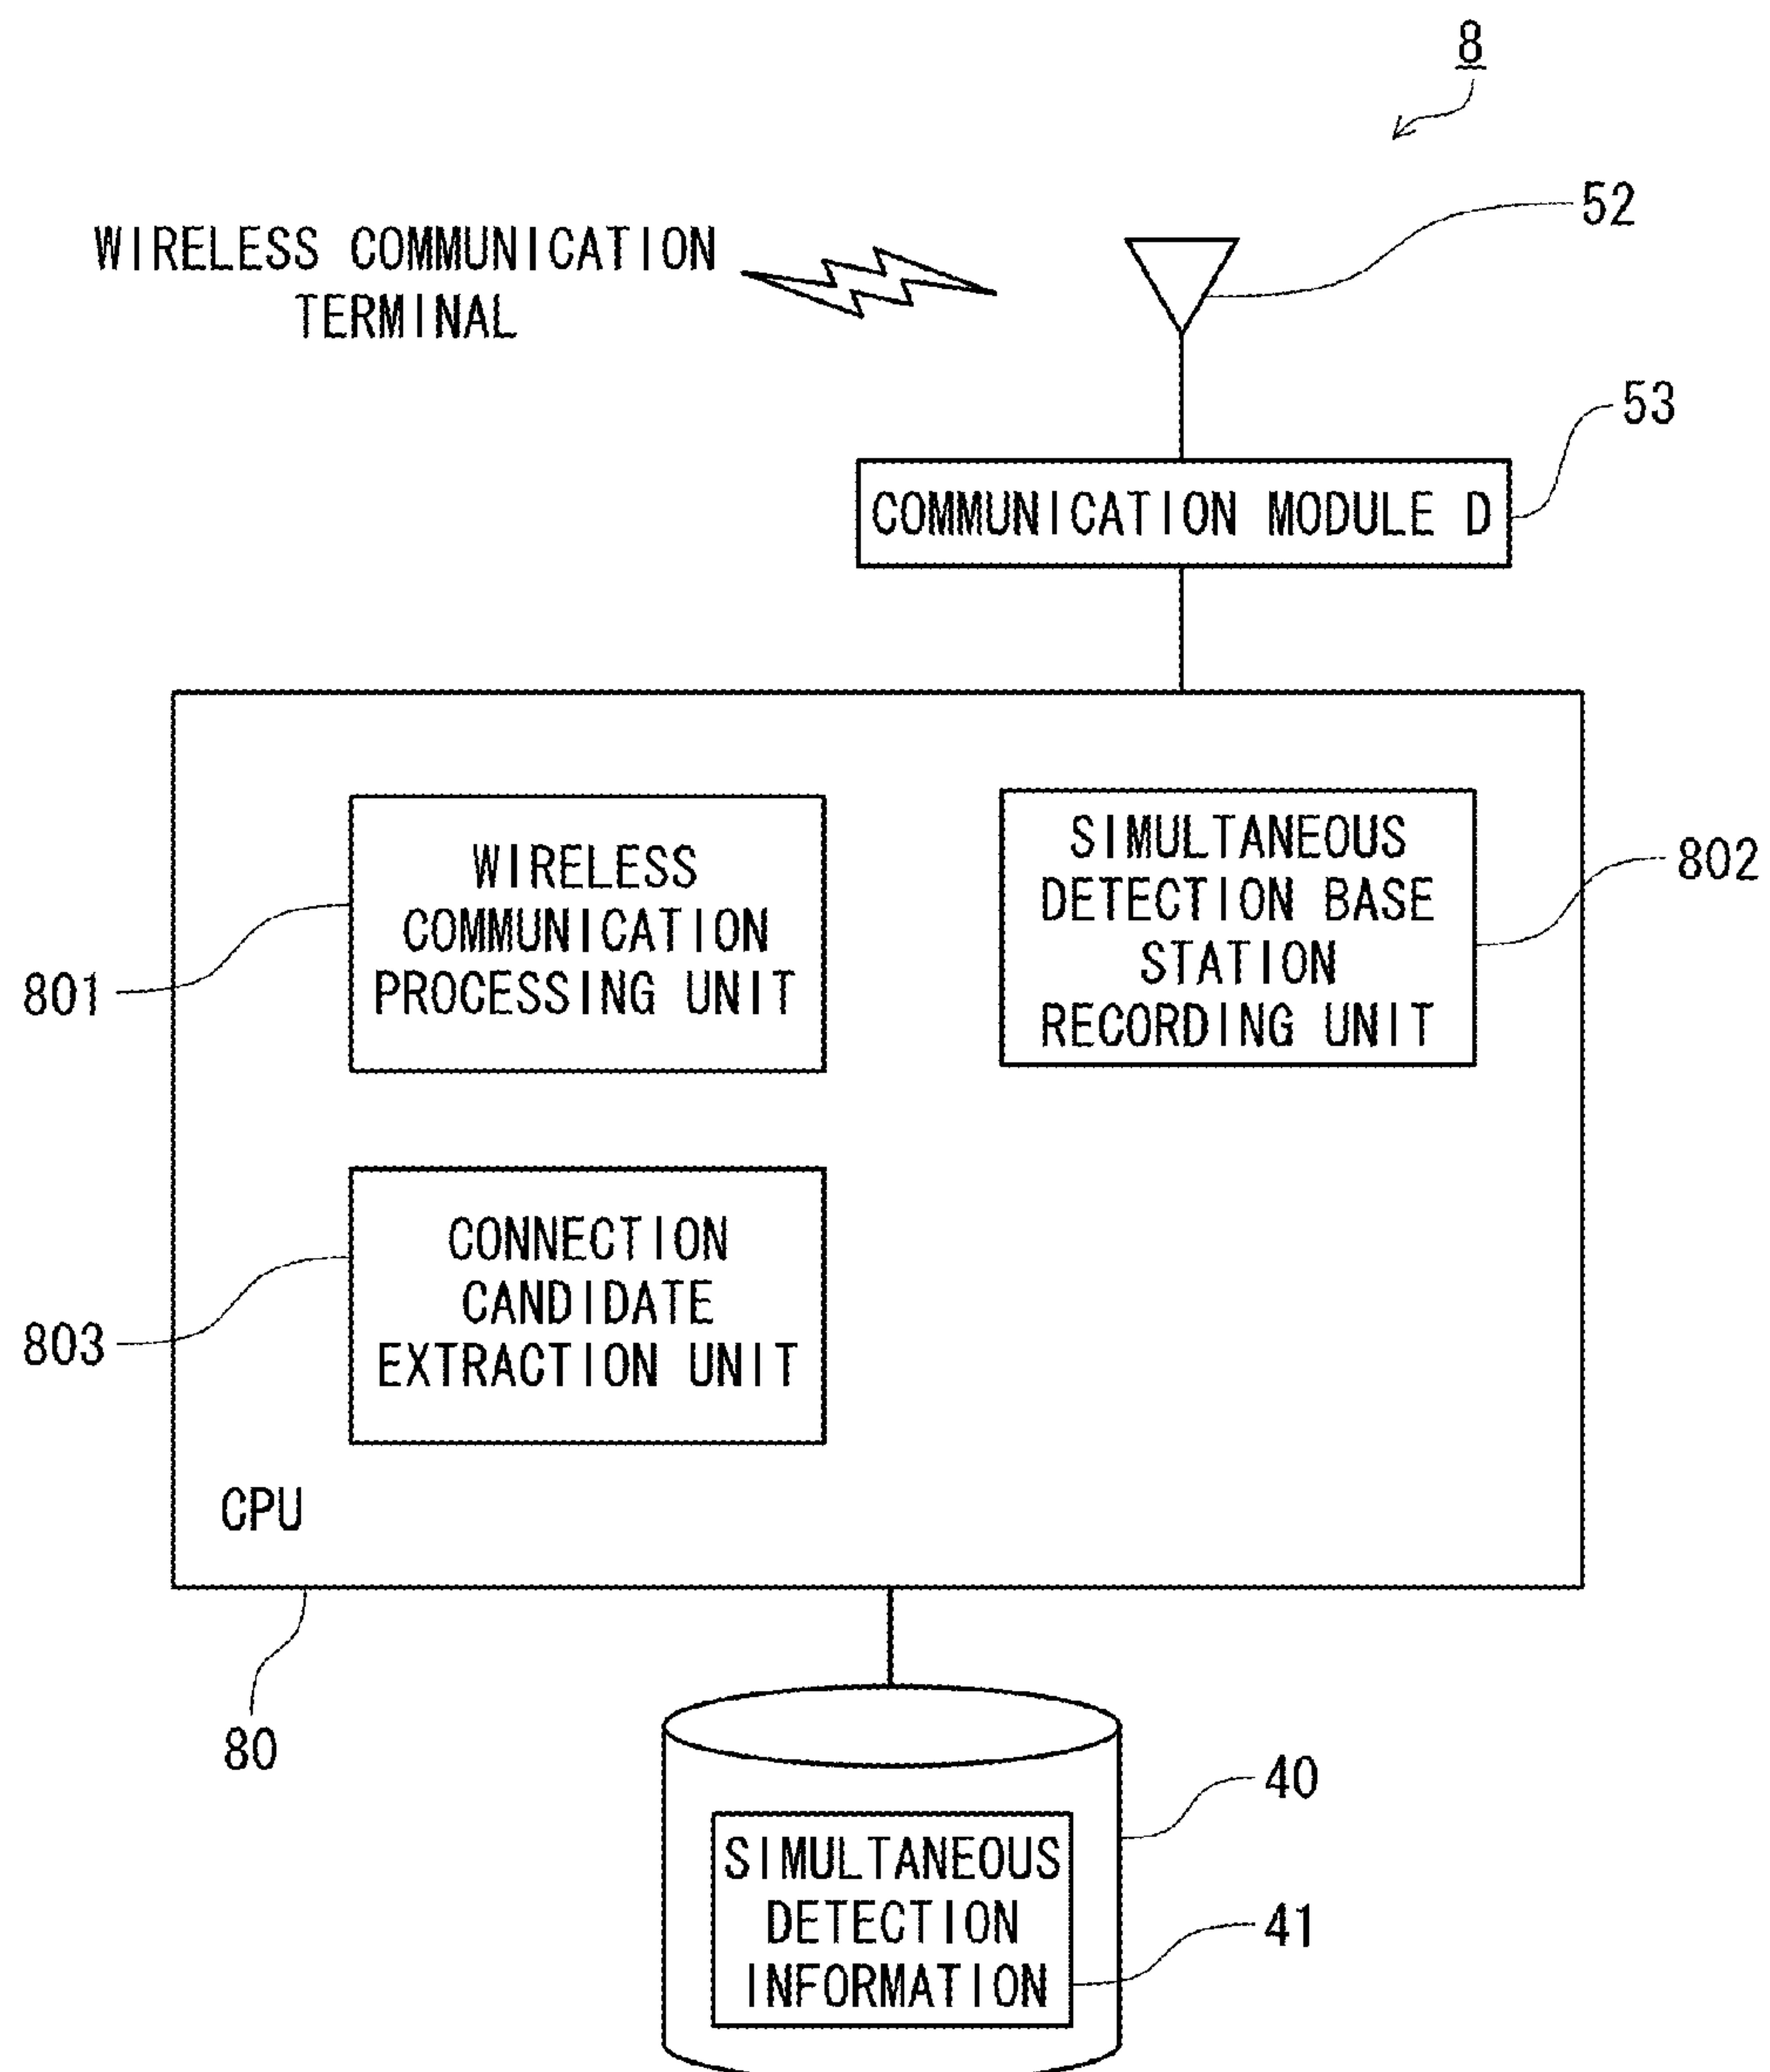 8
52
WIRELESS COMMUNICATION
TERMINAL
53
COMMUNICATION MODULE D
WIRELESS
COMMUNICATION
PROCESSING UNIT
801
SIMULTANEOUS
DETECTION BASE
STATION
RECORDING UNIT
802
CONNECTION
CANDIDATE
EXTRACTION UNIT
803
CPU
80
40
SIMULTANEOUS
DETECTION
INFORMATION
41